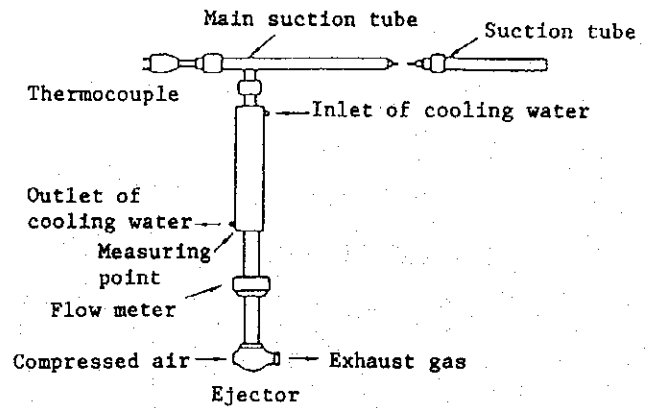 Main suction tube
Suction tube
Thermocouple
Inlet of cooling water
Outlet of
cooling water
Measuring
point
Flow meter
Compressed air
Exhaust gas
Ejector